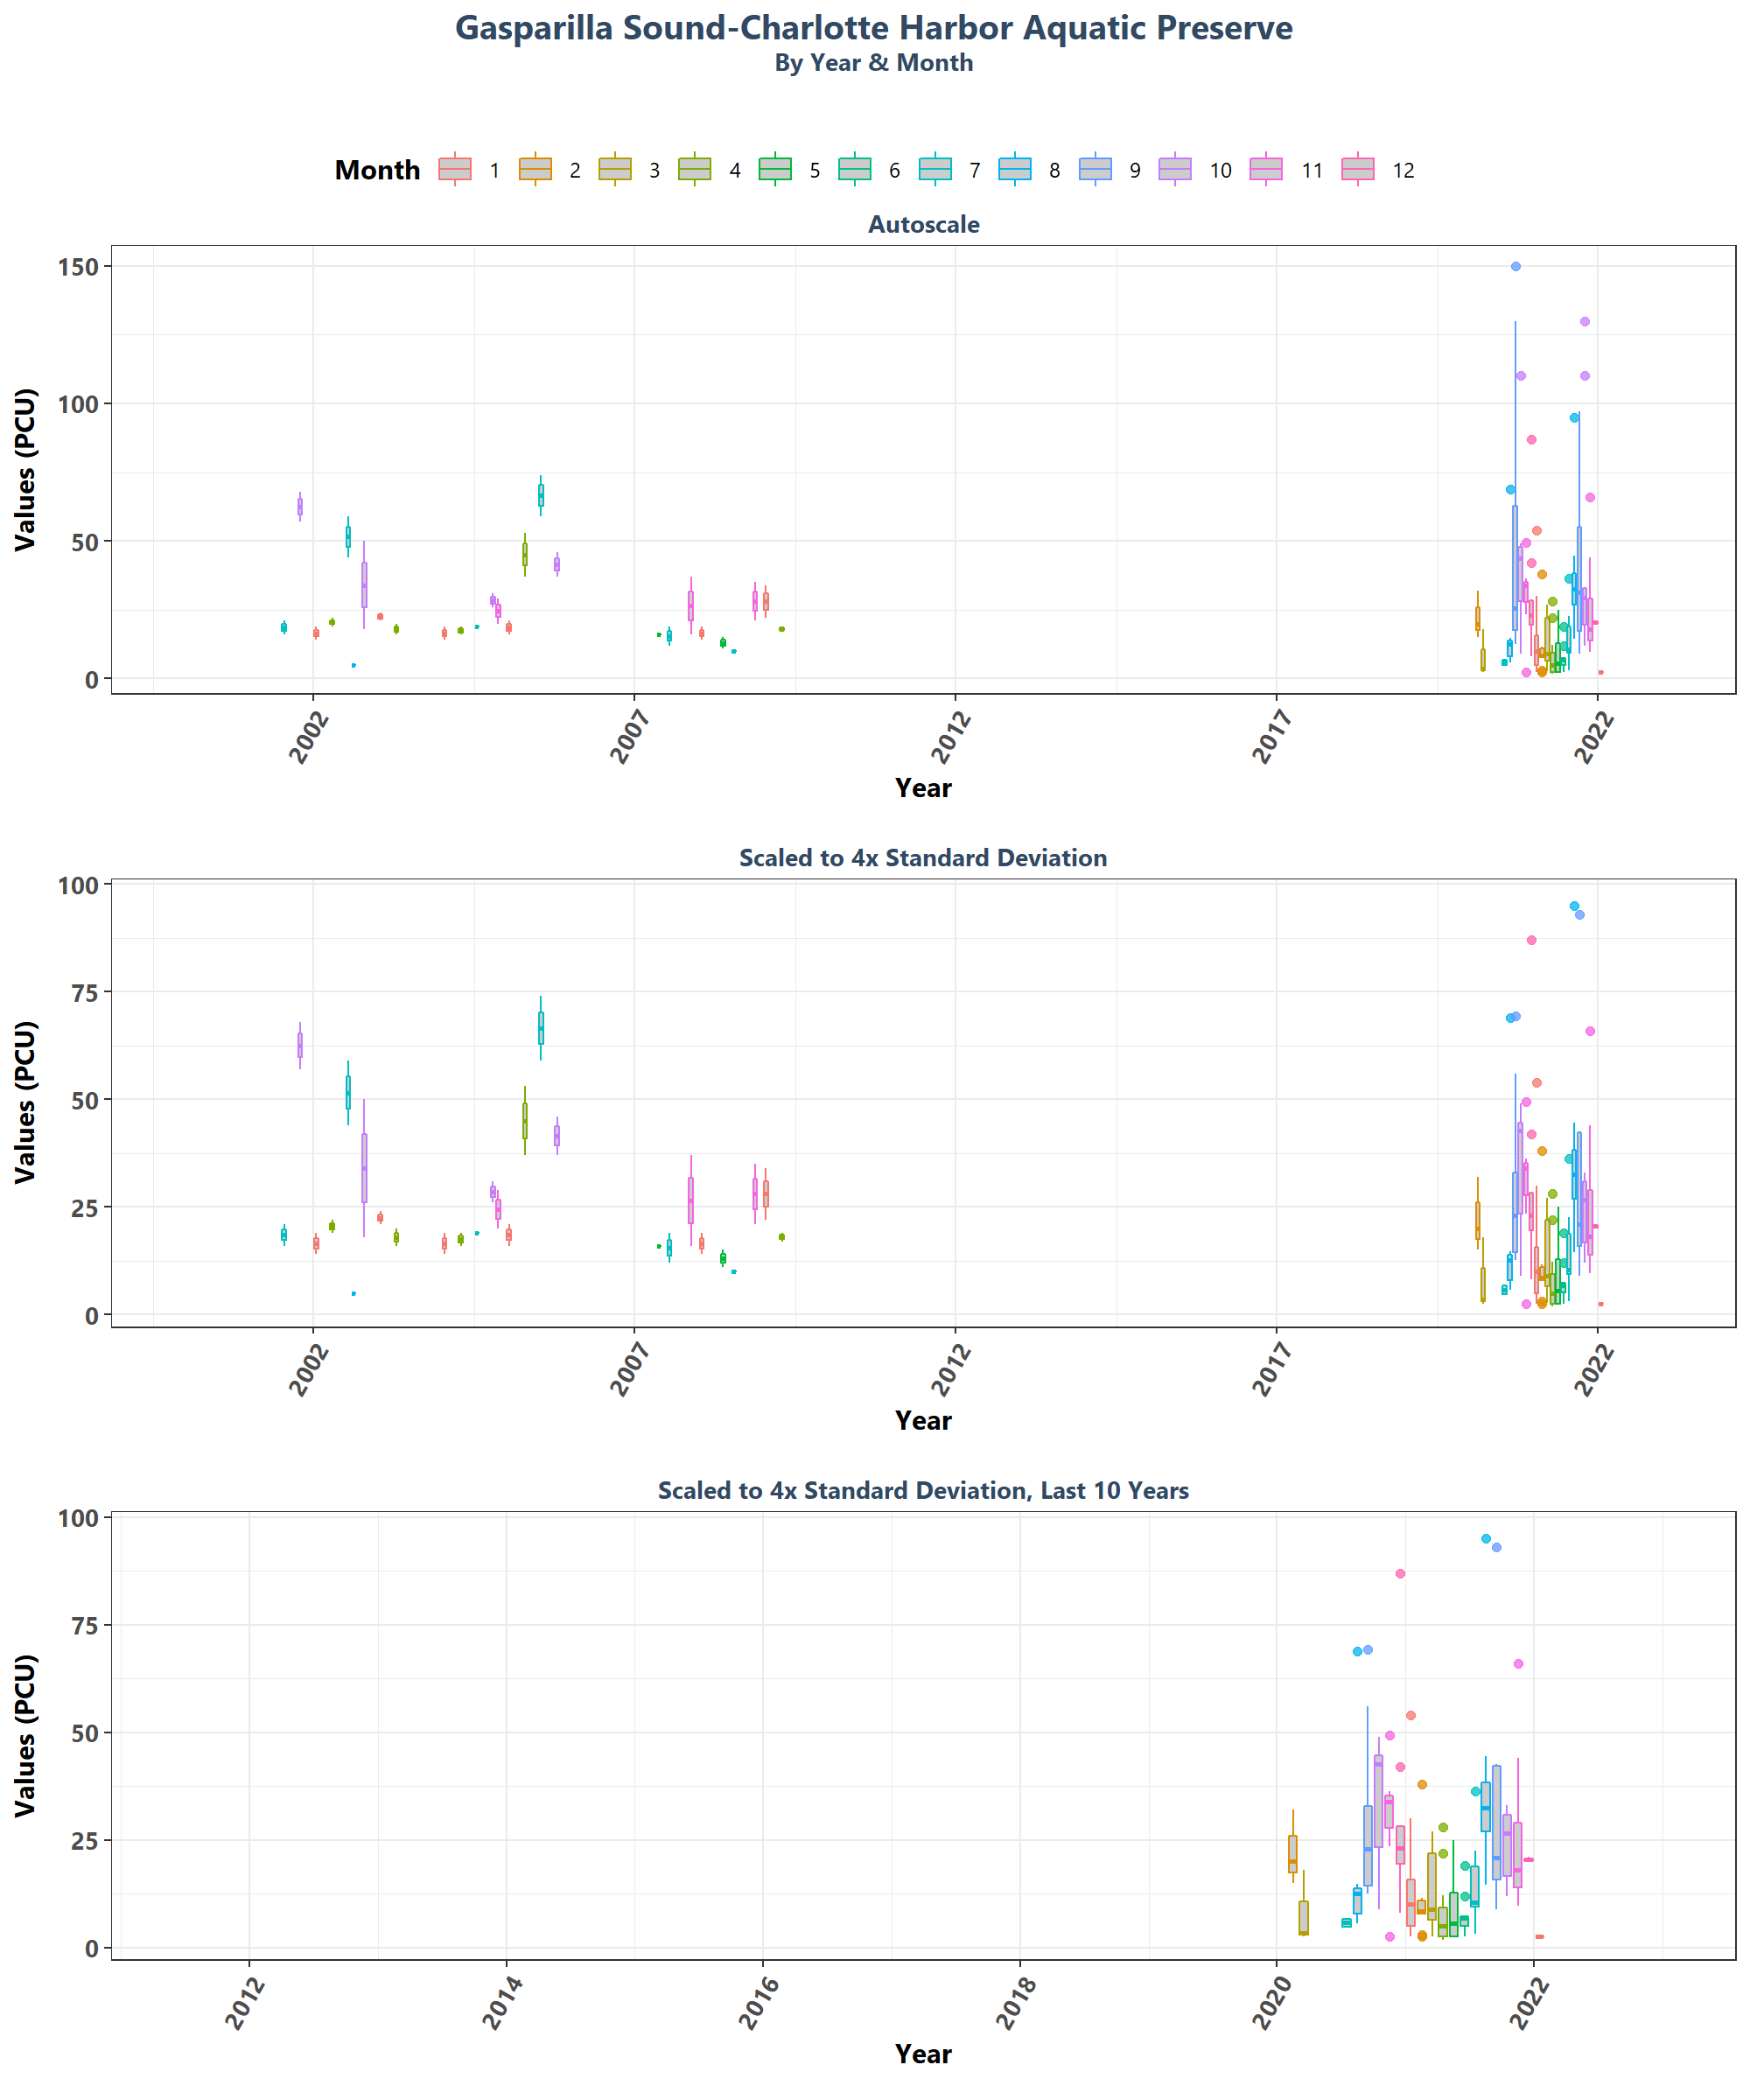 Gasparilla Sound-Charlotte Harbor Aquatic Preserve
By Year & Month
Month 1 2 3 4 5 6 7 8 9 10 11 12
Autoscale
Values (PCU)
150
100
50
0
2002 2007 2012 2017 2022
Year
Scaled to 4x Standard Deviation
Values (PCU)
100
75
50
25
0
2002 2007 2012 2017 2022
Year
Scaled to 4x Standard Deviation, Last 10 Years
Values (PCU)
100
75
50
25
0
2012 2014 2016 2018 2020 2022
Year